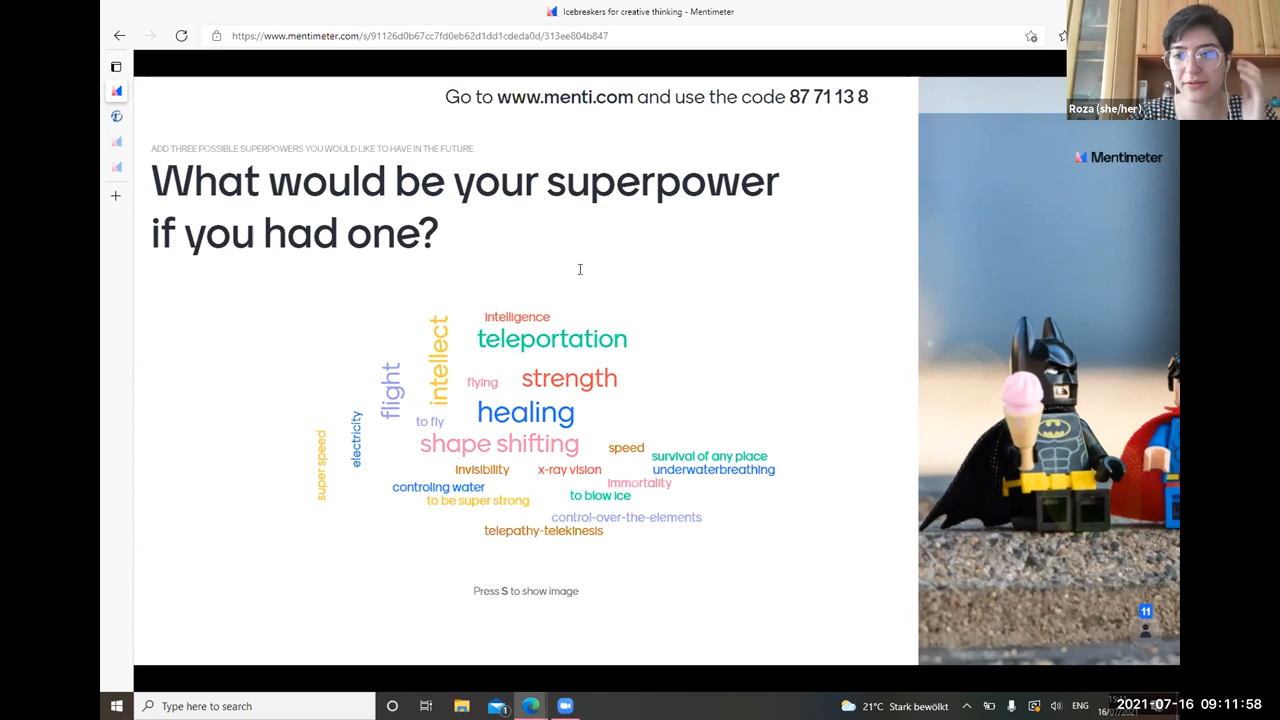 Icebreakers for creative thinking - Mentimeter
https://www.mentimeter.com/s/91126d0b67cc7fd0eb62d1dd1cdeda0d/313ee804b847
Roza (she/her)
Go to www.menti.com and use the code 87 71 13 8
Mentimeter
ADD THREE POSSIBLE SUPERPOWERS YOU WOULD LIKE TO HAVE IN THE FUTURE
What would be your superpower
if you had one?
intelligence
teleportation
intellect
flight
flying
strength
healing
to fly
electricity
super speed
shape shifting
speed
survival of any place
invisibility
x-ray vision
underwaterbreathing
controling water
immortality
to be super strong
to blow ice
control-over-the-elements
telepathy-telekinesis
Press S to show image
11
Type here to search
1
21°C Stark bewölkt
ENG
2021-07-16 09:11:58